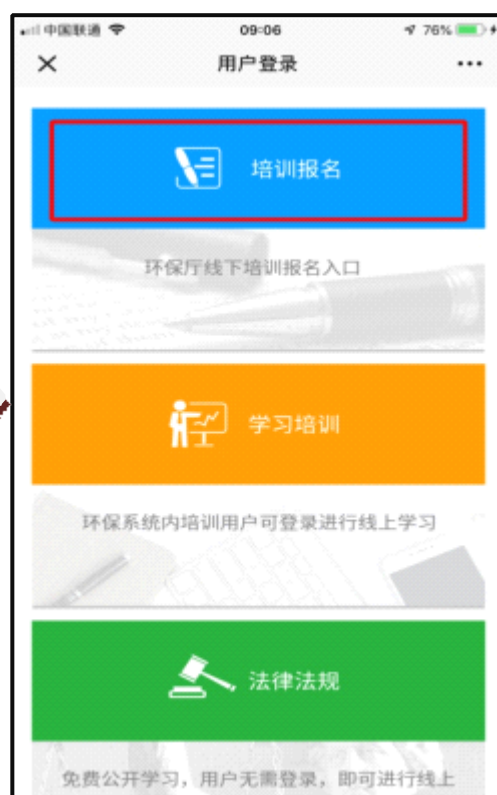 中国联通 09:06 76%
用户登录
培训报名
环保厅线下培训报名入口
学习培训
环保系统内培训用户可登录进行线上学习
法律法规
免费公开学习，用户无需登录，即可进行线上